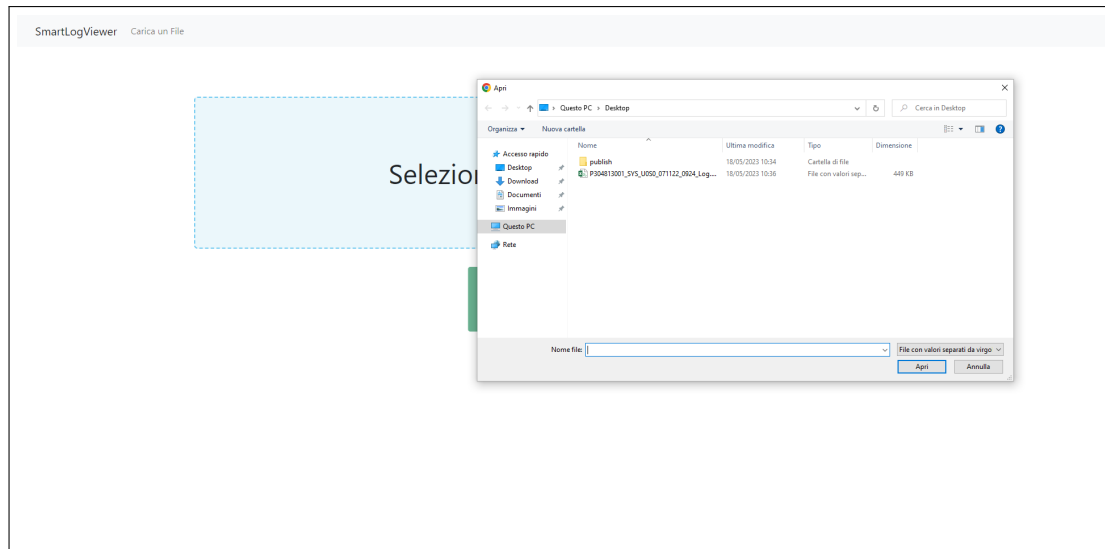 SmartLogViewer Carica un File
Apri
Questo PC > Desktop
Cerca in Desktop
Organizza Nuova cartella
Nome Ultima modifica Tipo Dimensione
Accesso rapido
Desktop
Download
Documenti
Immagini
Questo PC
Rete
publish 18/05/2023 10:34 Cartella di file
P304813001_SYS_U0S0_071122_0924_Log.... 18/05/2023 10:36 File con valori sep... 449 KB
Selezio
Nome file: File con valori separati da virgo
Apri Annulla